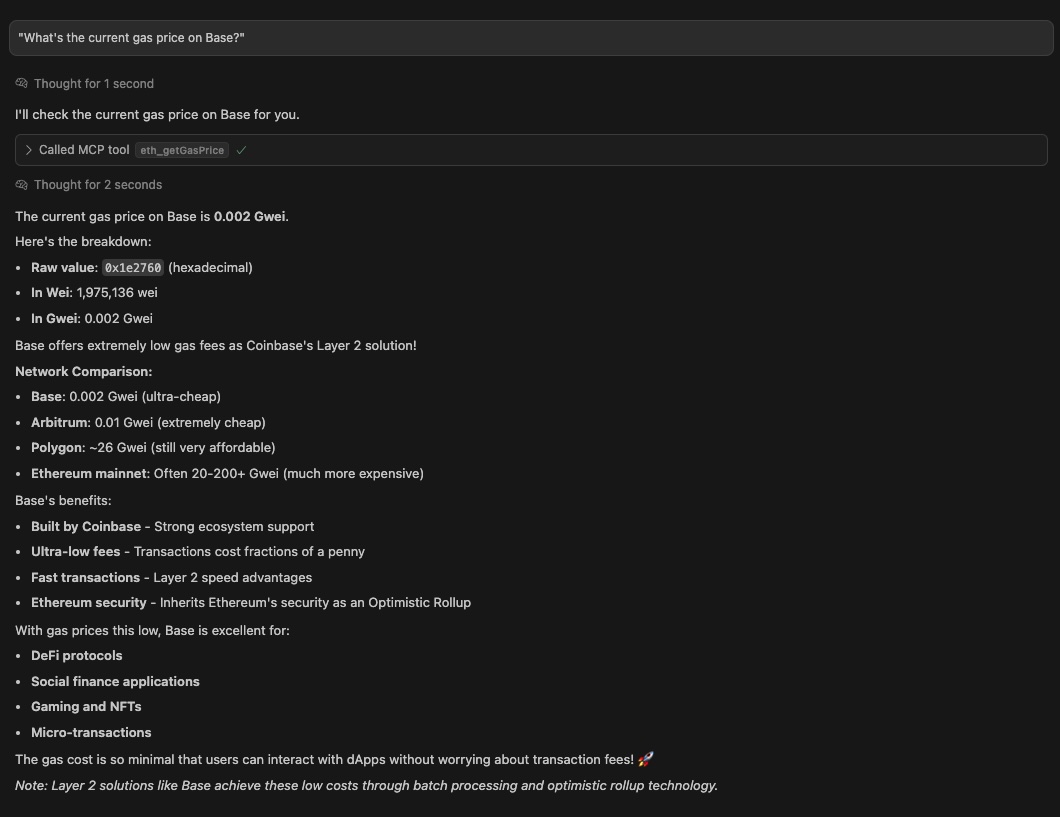 "What's the current gas price on Base?"
Thought for 1 second
I'll check the current gas price on Base for you.
Called MCP tool eth_getGasPrice ✓
Thought for 2 seconds
The current gas price on Base is 0.002 Gwei.
Here's the breakdown:
• Raw value: 0x1e2760 (hexadecimal)
• In Wei: 1,975,136 wei
• In Gwei: 0.002 Gwei
Base offers extremely low gas fees as Coinbase's Layer 2 solution!
Network Comparison:
• Base: 0.002 Gwei (ultra-cheap)
• Arbitrum: 0.01 Gwei (extremely cheap)
• Polygon: ~26 Gwei (still very affordable)
• Ethereum mainnet: Often 20-200+ Gwei (much more expensive)
Base's benefits:
• Built by Coinbase - Strong ecosystem support
• Ultra-low fees - Transactions cost fractions of a penny
• Fast transactions - Layer 2 speed advantages
• Ethereum security - Inherits Ethereum's security as an Optimistic Rollup
With gas prices this low, Base is excellent for:
• DeFi protocols
• Social finance applications
• Gaming and NFTs
• Micro-transactions
The gas cost is so minimal that users can interact with dApps without worrying about transaction fees! 🚀
Note: Layer 2 solutions like Base achieve these low costs through batch processing and optimistic rollup technology.